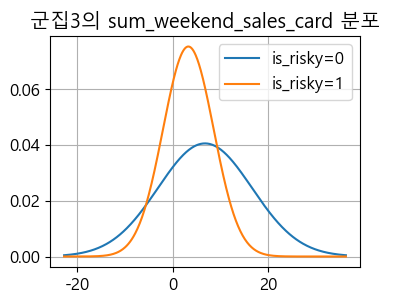 군집3의 sum_weekend_sales_card 분포
is_risky=0
is_risky=1
0.06
0.04
0.02
0.00
-20
0
20